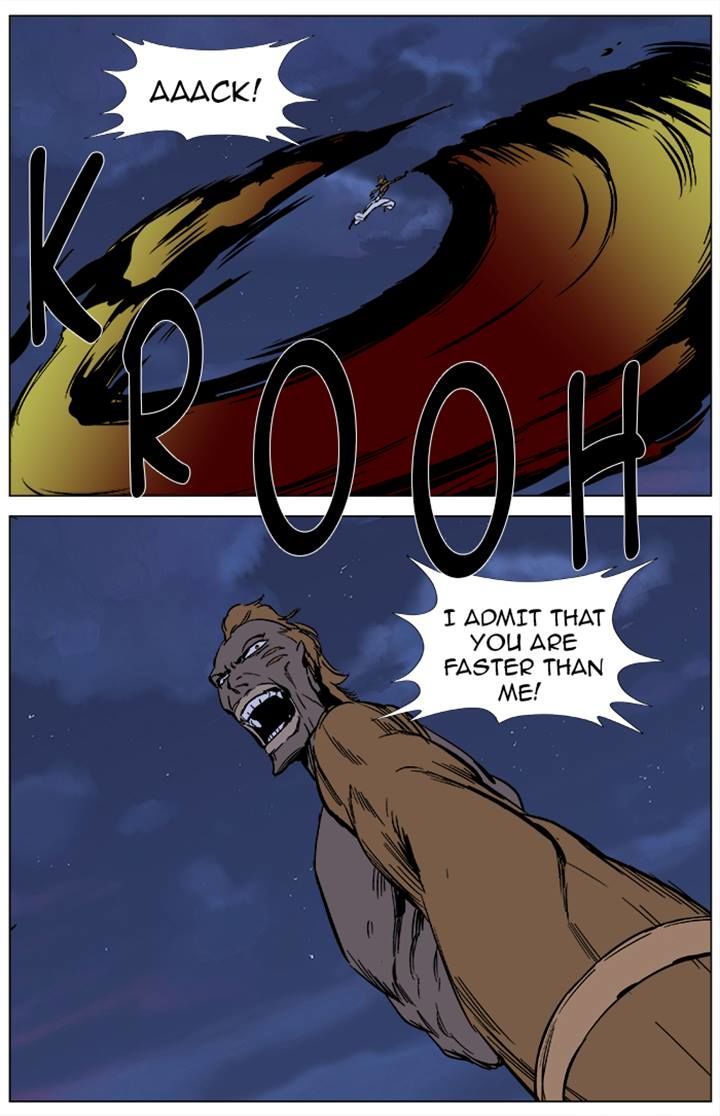 AAACK!
KROOH
I ADMIT THAT
YOU ARE
FASTER THAN
ME!